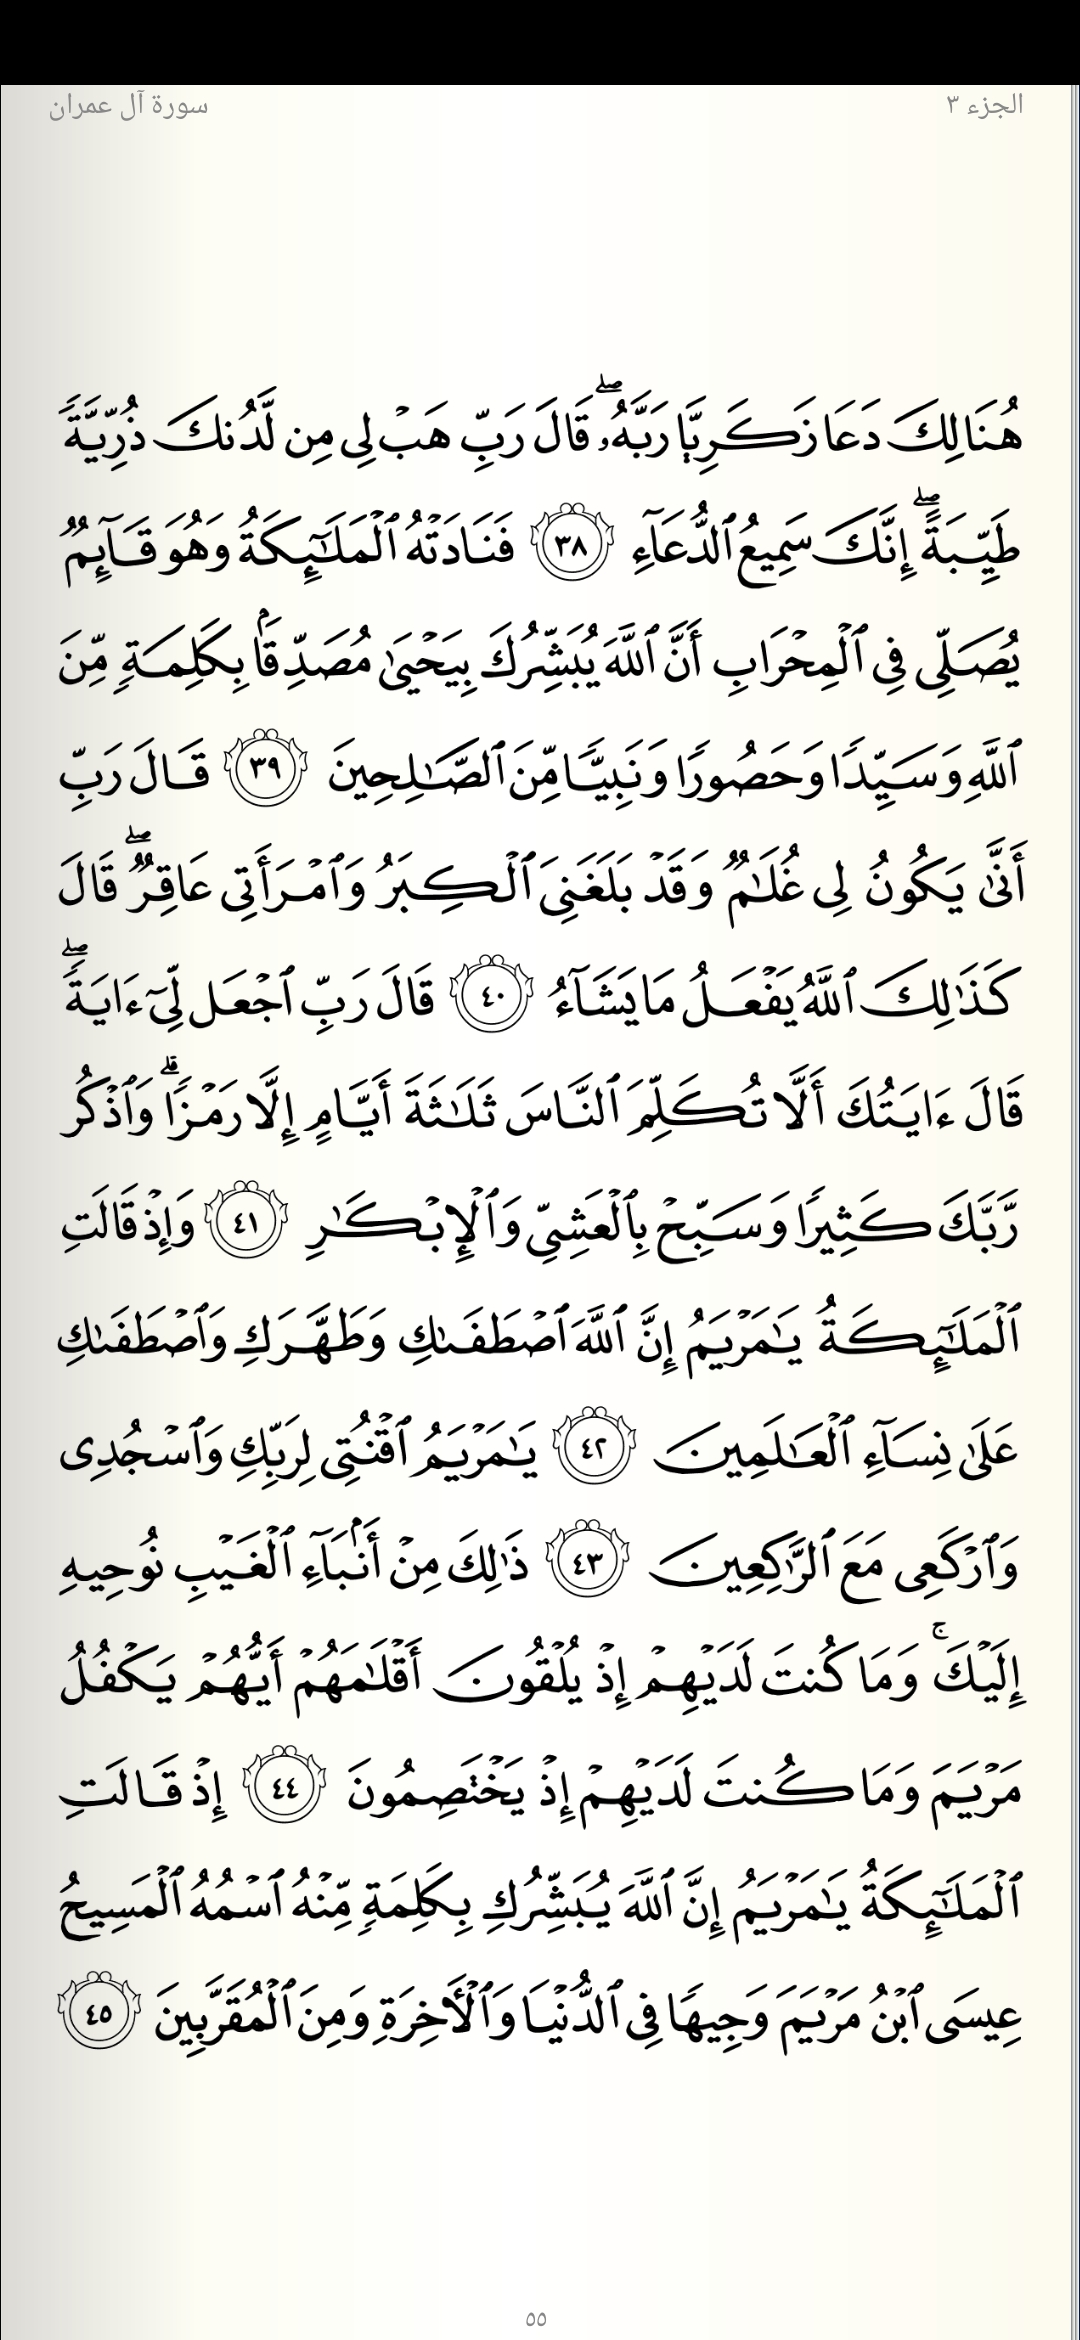 الجزء ٣
سورة آل عمران
هُنَالِكَ دَعَا زَكَرِيَّا رَبَّهُۥۖ قَالَ رَبِّ هَبۡ لِي مِن لَّدُنكَ ذُرِّيَّةٗ
طَيِّبَةًۖ إِنَّكَ سَمِيعُ ٱلدُّعَآءِ ٣٨ فَنَادَتۡهُ ٱلۡمَلَٰٓئِكَةُ وَهُوَ قَآئِمٞ
يُصَلِّي فِي ٱلۡمِحۡرَابِ أَنَّ ٱللَّهَ يُبَشِّرُكَ بِيَحۡيَىٰ مُصَدِّقَۢا بِكَلِمَةٖ مِّنَ
ٱللَّهِ وَسَيِّدٗا وَحَصُورٗا وَنَبِيّٗا مِّنَ ٱلصَّٰلِحِينَ ٣٩ قَالَ رَبِّ
أَنَّىٰ يَكُونُ لِي غُلَٰمٞ وَقَدۡ بَلَغَنِيَ ٱلۡكِبَرُ وَٱمۡرَأَتِي عَاقِرٞۖ قَالَ
كَذَٰلِكَ ٱللَّهُ يَفۡعَلُ مَا يَشَآءُ ٤٠ قَالَ رَبِّ ٱجۡعَل لِّيٓ ءَايَةٗۖ
قَالَ ءَايَتُكَ أَلَّا تُكَلِّمَ ٱلنَّاسَ ثَلَٰثَةَ أَيَّامٍ إِلَّا رَمۡزٗاۗ وَٱذۡكُر
رَّبَّكَ كَثِيرٗا وَسَبِّحۡ بِٱلۡعَشِيِّ وَٱلۡإِبۡكَٰرِ ٤١ وَإِذۡ قَالَتِ
ٱلۡمَلَٰٓئِكَةُ يَٰمَرۡيَمُ إِنَّ ٱللَّهَ ٱصۡطَفَىٰكِ وَطَهَّرَكِ وَٱصۡطَفَىٰكِ
عَلَىٰ نِسَآءِ ٱلۡعَٰلَمِينَ ٤٢ يَٰمَرۡيَمُ ٱقۡنُتِي لِرَبِّكِ وَٱسۡجُدِي
وَٱرۡكَعِي مَعَ ٱلرَّٰكِعِينَ ٤٣ ذَٰلِكَ مِنۡ أَنۢبَآءِ ٱلۡغَيۡبِ نُوحِيهِ
إِلَيۡكَۚ وَمَا كُنتَ لَدَيۡهِمۡ إِذۡ يُلۡقُونَ أَقۡلَٰمَهُمۡ أَيُّهُمۡ يَكۡفُلُ
مَرۡيَمَ وَمَا كُنتَ لَدَيۡهِمۡ إِذۡ يَخۡتَصِمُونَ ٤٤ إِذۡ قَالَتِ
ٱلۡمَلَٰٓئِكَةُ يَٰمَرۡيَمُ إِنَّ ٱللَّهَ يُبَشِّرُكِ بِكَلِمَةٖ مِّنۡهُ ٱسۡمُهُ ٱلۡمَسِيحُ
عِيسَى ٱبۡنُ مَرۡيَمَ وَجِيهٗا فِي ٱلدُّنۡيَا وَٱلۡأٓخِرَةِ وَمِنَ ٱلۡمُقَرَّبِينَ ٤٥
٥٥